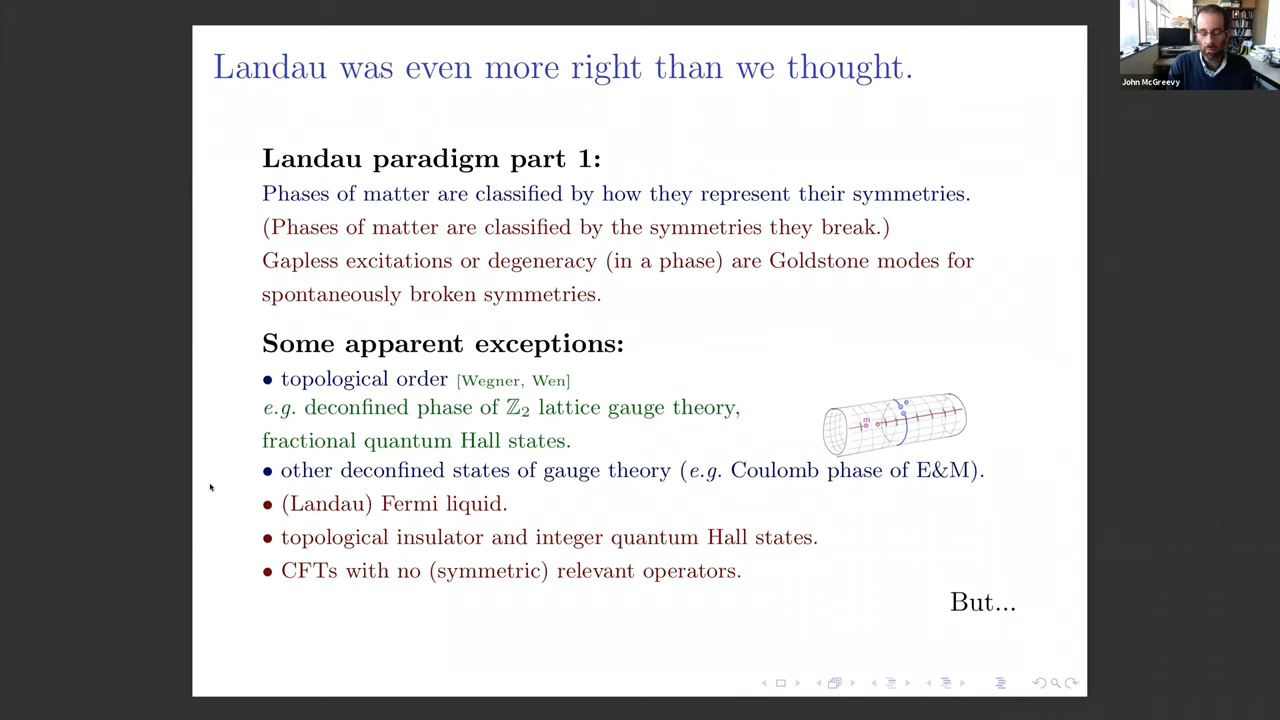 Landau was even more right than we thought.
John McGreevy
Landau paradigm part 1:
Phases of matter are classified by how they represent their symmetries.
(Phases of matter are classified by the symmetries they break.)
Gapless excitations or degeneracy (in a phase) are Goldstone modes for
spontaneously broken symmetries.
Some apparent exceptions:
• topological order [Wegner, Wen]
e.g. deconfined phase of ℤ₂ lattice gauge theory,
fractional quantum Hall states.
e
m
• other deconfined states of gauge theory (e.g. Coulomb phase of E&M).
• (Landau) Fermi liquid.
• topological insulator and integer quantum Hall states.
• CFTs with no (symmetric) relevant operators.
But...